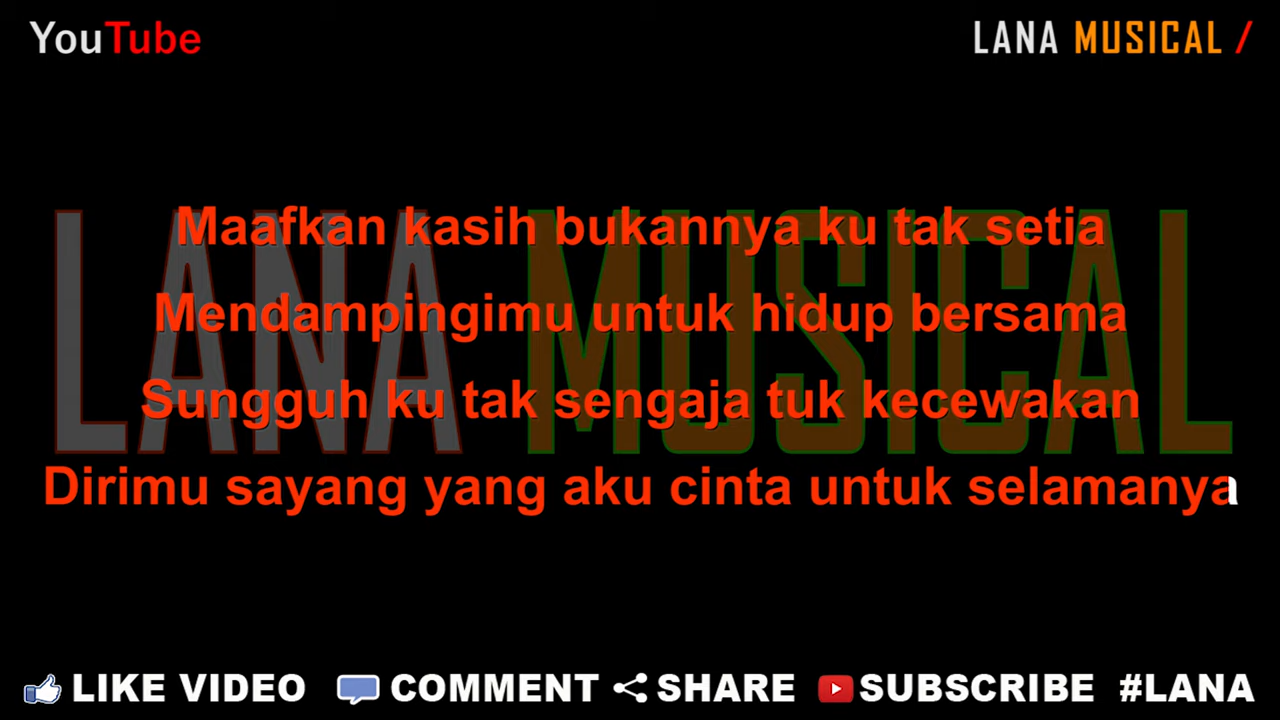 YouTube
LANA MUSICAL /
LANA MUSICAL
Maafkan kasih bukannya ku tak setia
Mendampingimu untuk hidup bersama
Sungguh ku tak sengaja tuk kecewakan
Dirimu sayang yang aku cinta untuk selamanya
LIKE VIDEO COMMENT SHARE SUBSCRIBE #LANA